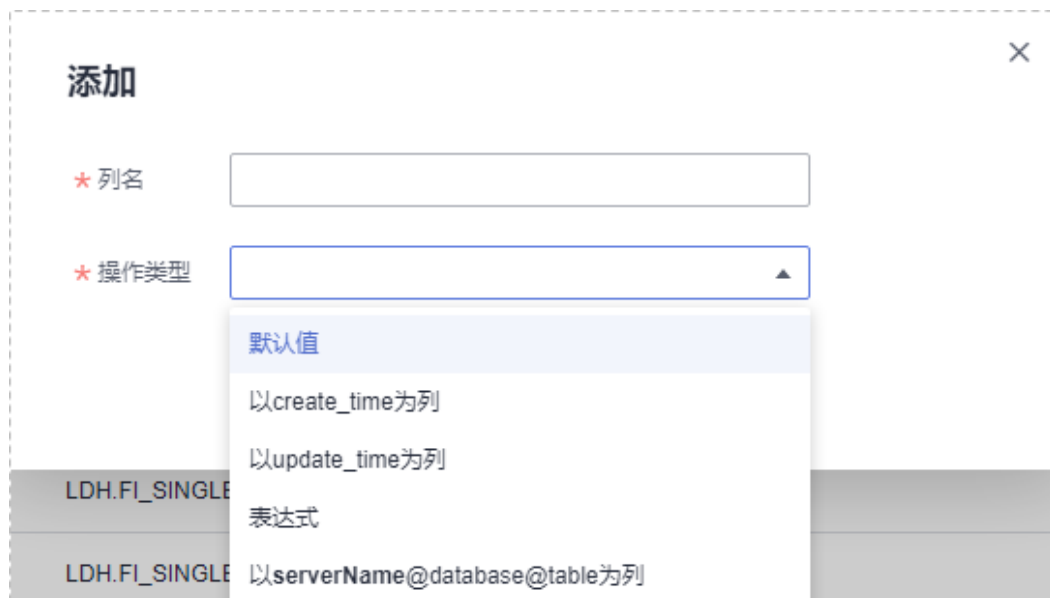 添加
* 列名
* 操作类型
默认值
以create_time为列
以update_time为列
LDH.FI_SINGLE
表达式
LDH.FI_SINGLE
以serverName@database@table为列